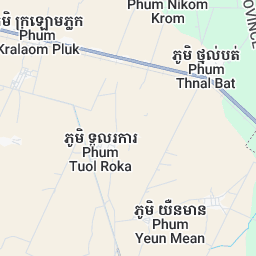 Phum Nikom
Krom
ភូមិ ក្រឡោមភ្លុក
Phum
Kralaom Pluk
ភូមិ ថ្នល់បត់
Phum
Thnal Bat
ភូមិ ទួលរការ
Phum
Tuol Roka
ភូមិ យឺនមាន
Phum
Yeun Mean